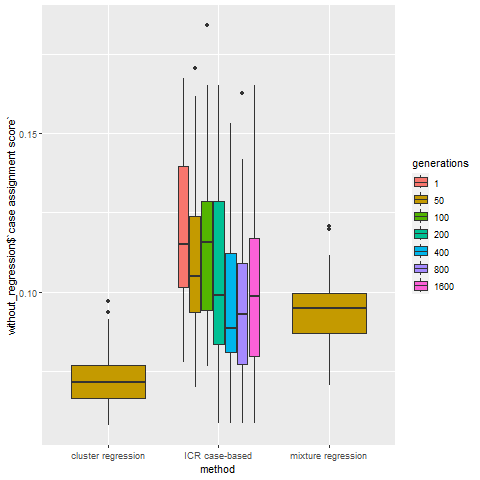 without_regression$`case assignment score`
0.15
0.10
cluster regression
ICR case-based
mixture regression
method
generations
1
50
100
200
400
800
1600